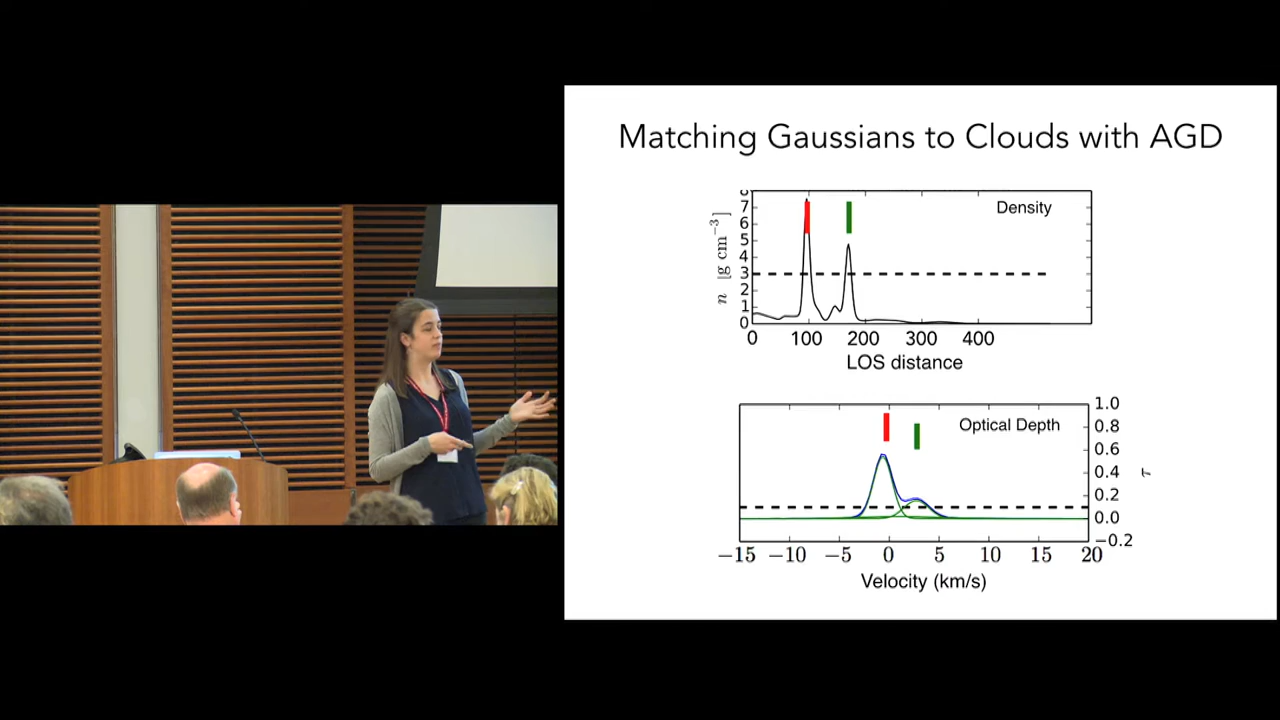 Matching Gaussians to Clouds with AGD
Density
n [g cm⁻³]
7
6
5
4
3
2
1
0
0 100 200 300 400
LOS distance
Optical Depth
1.0
0.8
0.6
0.4
0.2
0.0
−0.2
τ
−15 −10 −5 0 5 10 15 20
Velocity (km/s)